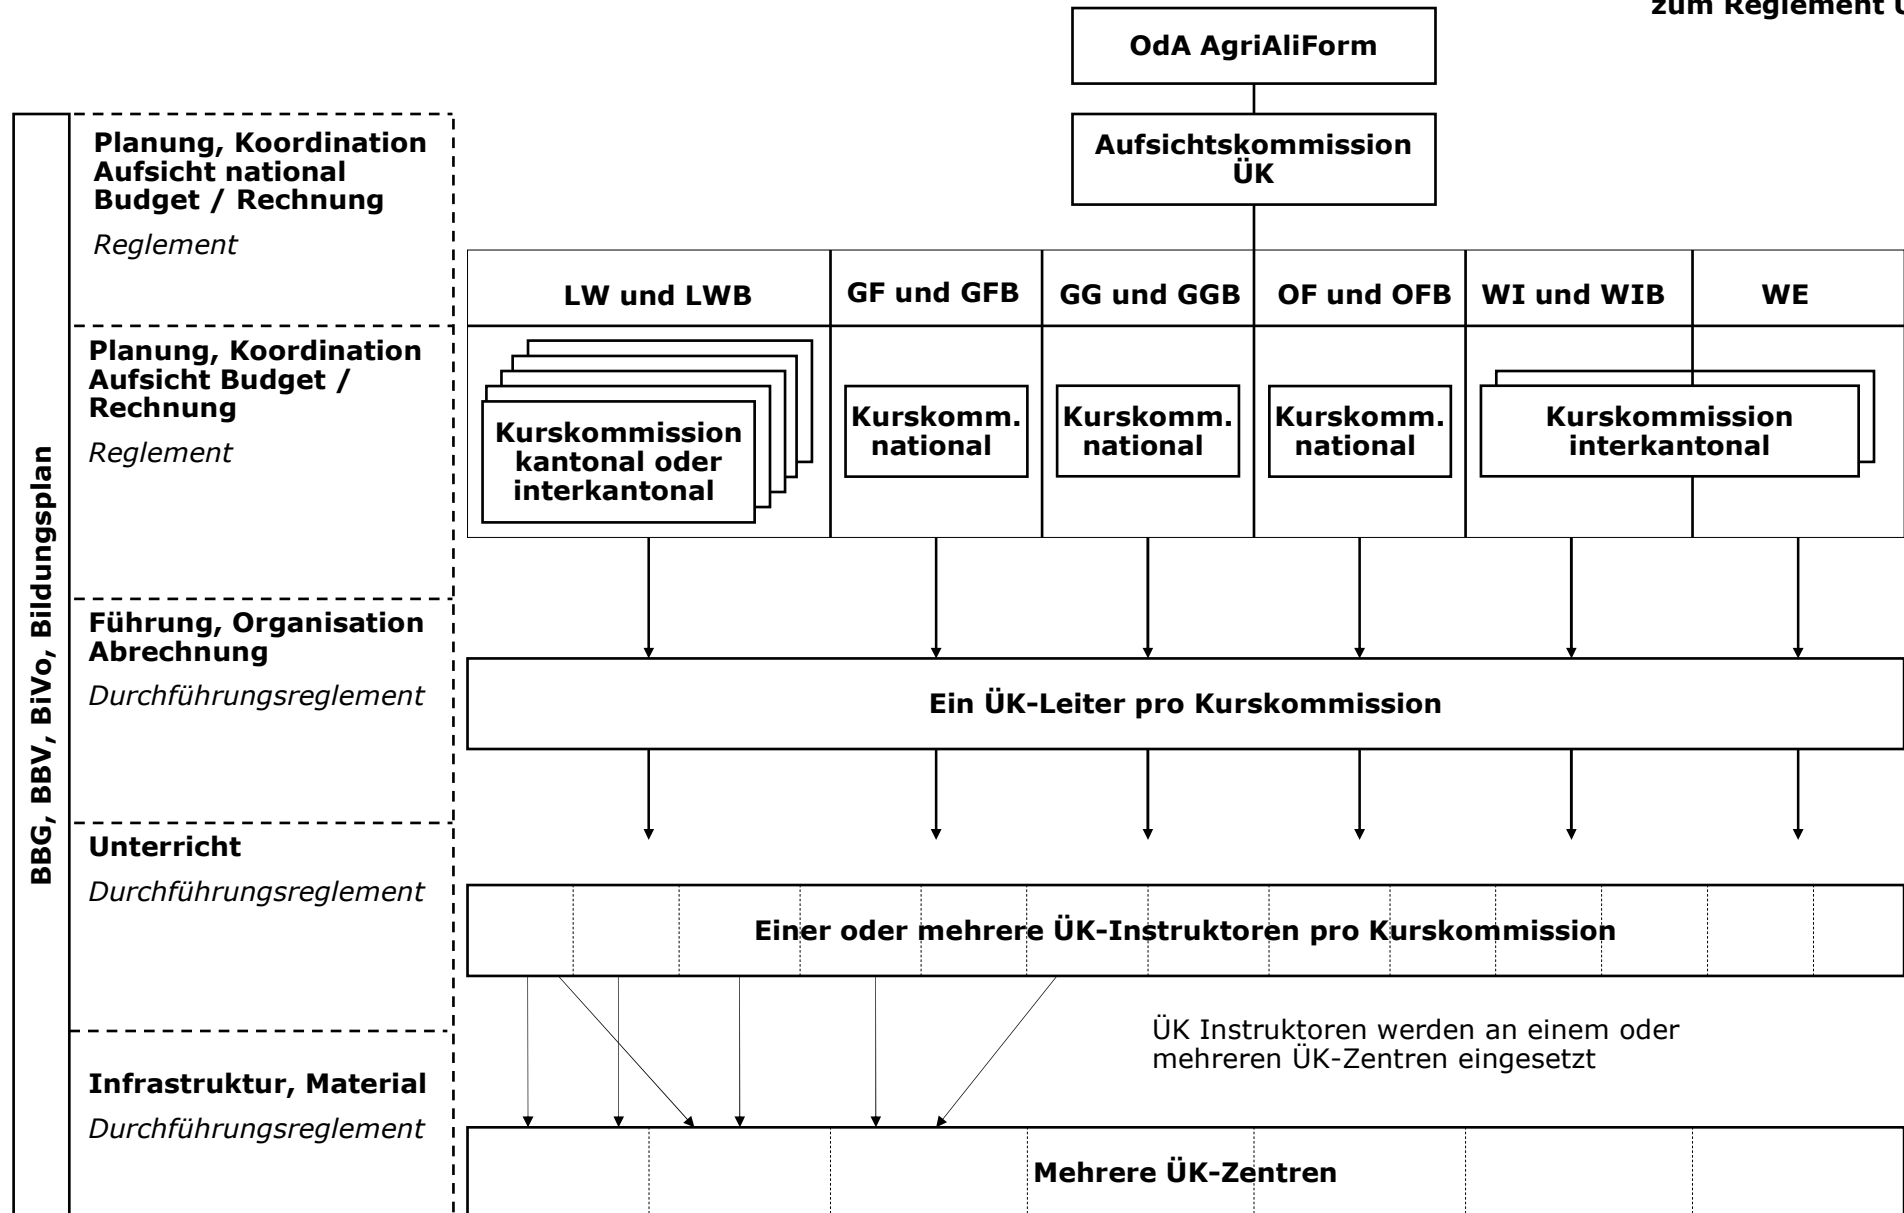 zum Reglement
OdA AgriAliForm
Aufsichtskommission
ÜK
BBG, BBV, BiVo, Bildungsplan
Planung, Koordination
Aufsicht national
Budget / Rechnung
Reglement
LW und LWB
GF und GFB
GG und GGB
OF und OFB
WI und WIB
WE
Planung, Koordination
Aufsicht Budget /
Rechnung
Reglement
Kurskommission
kantonal oder
interkantonal
Kurskomm.
national
Kurskomm.
national
Kurskomm.
national
Kurskommission
interkantonal
Führung, Organisation
Abrechnung
Durchführungsreglement
Ein ÜK-Leiter pro Kurskommission
Unterricht
Durchführungsreglement
Einer oder mehrere ÜK-Instruktoren pro Kurskommission
ÜK Instruktoren werden an einem oder
mehreren ÜK-Zentren eingesetzt
Infrastruktur, Material
Durchführungsreglement
Mehrere ÜK-Zentren